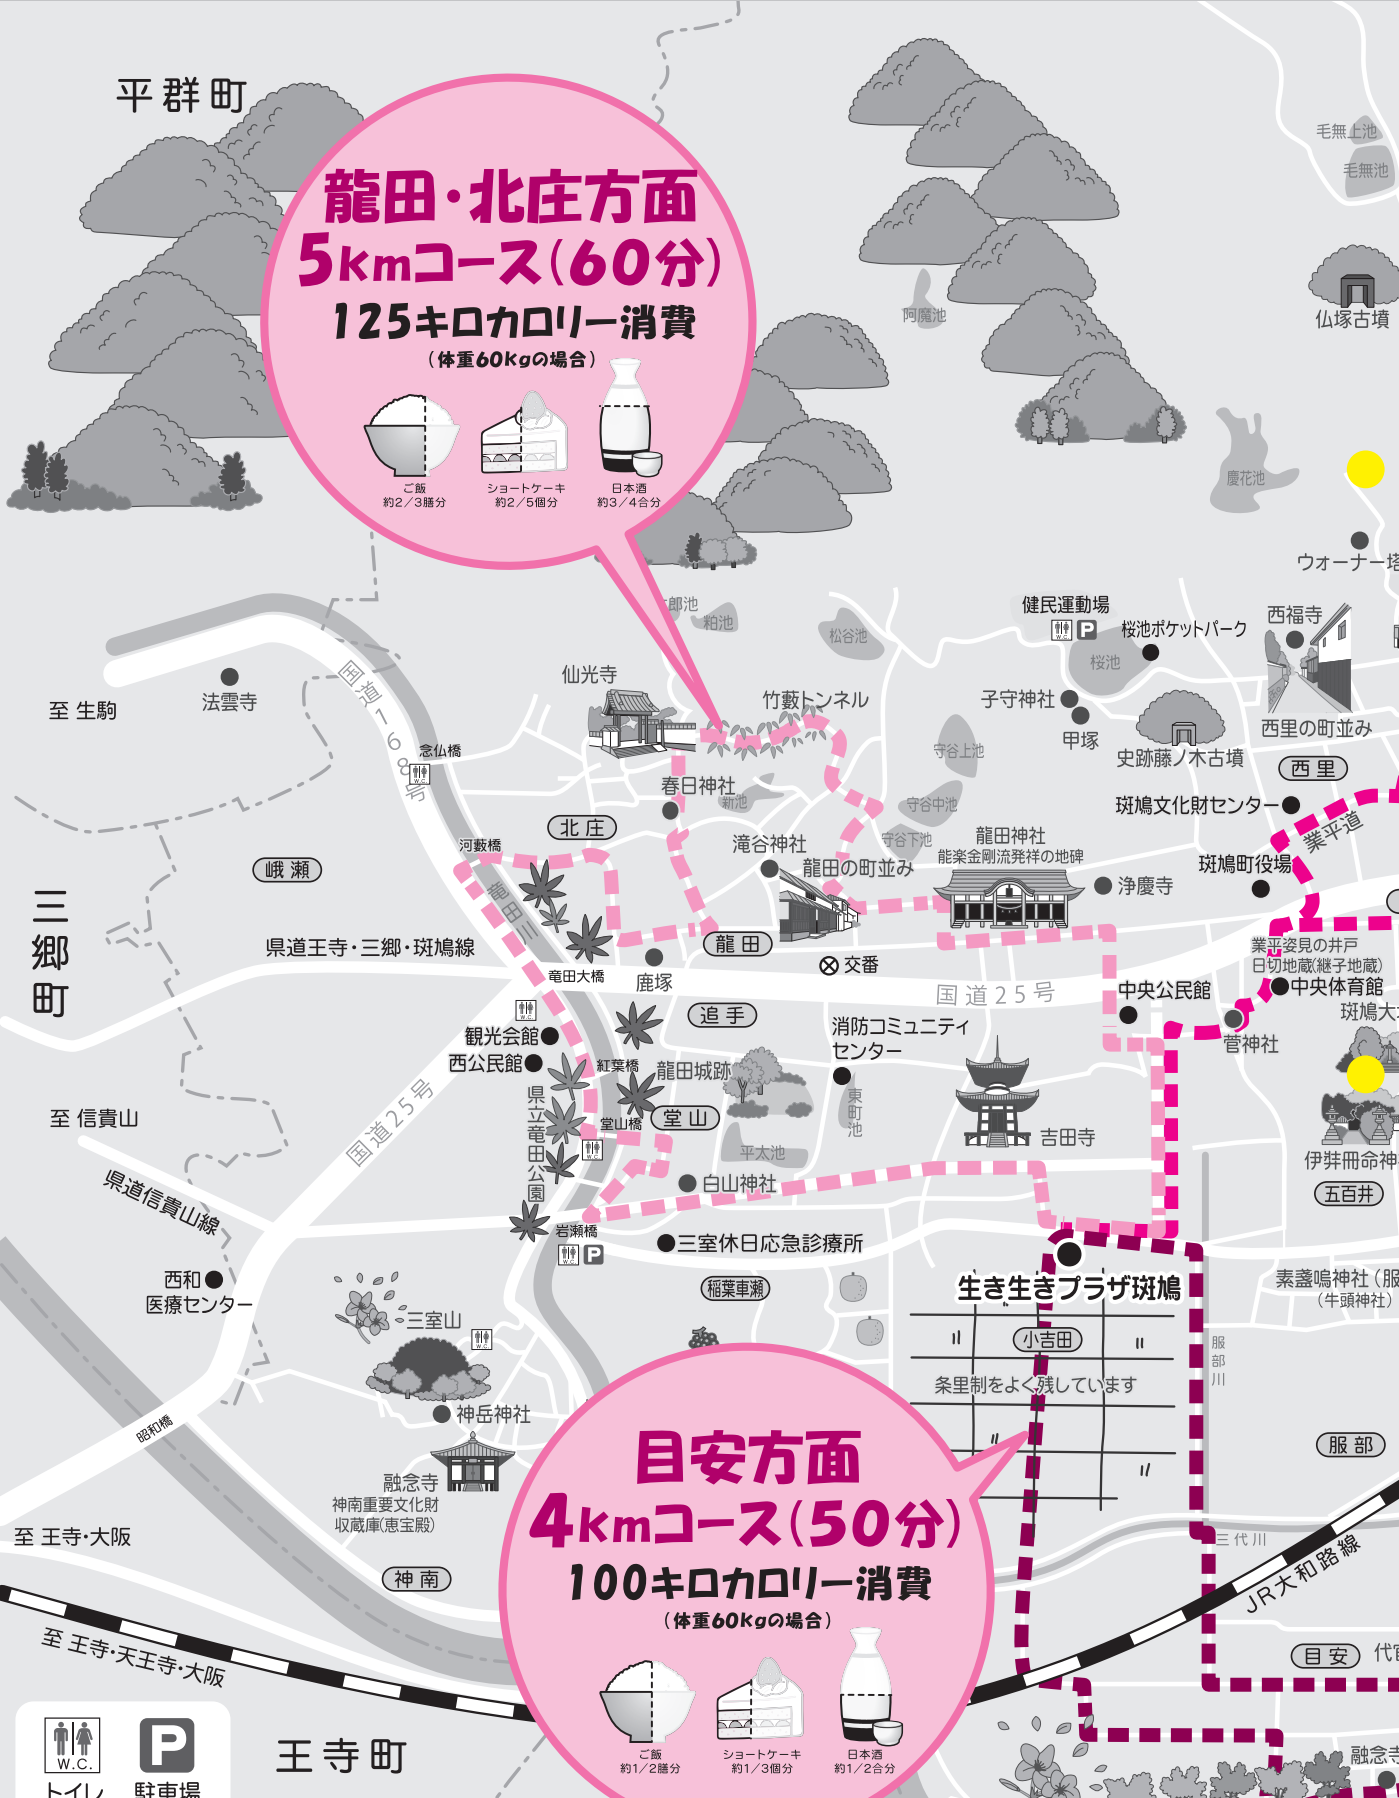 平群町
龍田・北庄方面
5kmコース(60分)
125キロカロリー消費
(体重60kgの場合)
ご飯
約2/3膳分
ショートケーキ
約2/5個分
日本酒
約3/4合分
毛無上池
毛無池
阿魔池
仏塚古墳
慶花池
ウォーナー塔
郎池
粕池
松谷池
健民運動場
W.C.
P
桜池ポケットパーク
桜池
西福寺
法雲寺
至 生駒
国道168号
仙光寺
竹藪トンネル
子守神社
甲塚
史跡藤ノ木古墳
西里の町並み
念仏橋
W.C.
守谷上池
西里
春日神社
新池
守谷中池
斑鳩文化財センター
北庄
河藪橋
滝谷神社
守谷下池
龍田神社
能楽金剛流発祥の地碑
業平道
峨瀬
龍田の町並み
浄慶寺
斑鳩町役場
竜田川
三郷町
県道王寺・三郷・斑鳩線
龍田
業平姿見の井戸
日切地蔵(継子地蔵)
交番
竜田大橋
鹿塚
国道25号
中央公民館
中央体育館
斑鳩大
W.C.
追手
観光会館
消防コミュニティ
センター
菅神社
西公民館
紅葉橋
龍田城跡
国道25号
県立竜田公園
東町池
至 信貴山
堂山橋
堂山
吉田寺
W.C.
平太池
伊弉冊命神
県道信貴山線
白山神社
五百井
岩瀬橋
W.C.
P
三室休日応急診療所
西和
医療センター
稲葉車瀬
生き生きプラザ斑鳩
素盞嗚神社(服
(牛頭神社)
三室山
W.C.
小吉田
服部川
条里制をよく残しています
神岳神社
昭和橋
目安方面
4kmコース(50分)
100キロカロリー消費
(体重60kgの場合)
ご飯
約1/2膳分
ショートケーキ
約1/3個分
日本酒
約1/2合分
服部
融念寺
神南重要文化財
収蔵庫(恵宝殿)
至 王寺・大阪
三代川
JR大和路線
神南
至 王寺・天王寺・大阪
目安
代官
W.C.
トイレ
P
駐車場
王寺町
融念寺